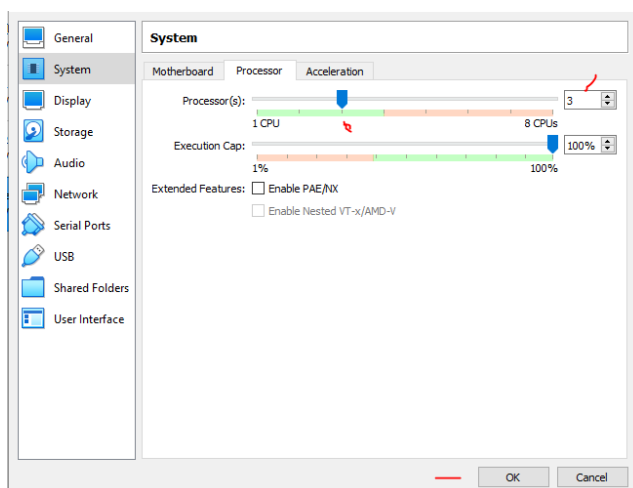 General
System
Display
Storage
Audio
Network
Serial Ports
USB
Shared Folders
User Interface
System
Motherboard Processor Acceleration
Processor(s): 3
1 CPU 8 CPUs
Execution Cap: 100%
1% 100%
Extended Features: Enable PAE/NX
Enable Nested VT-x/AMD-V
OK Cancel